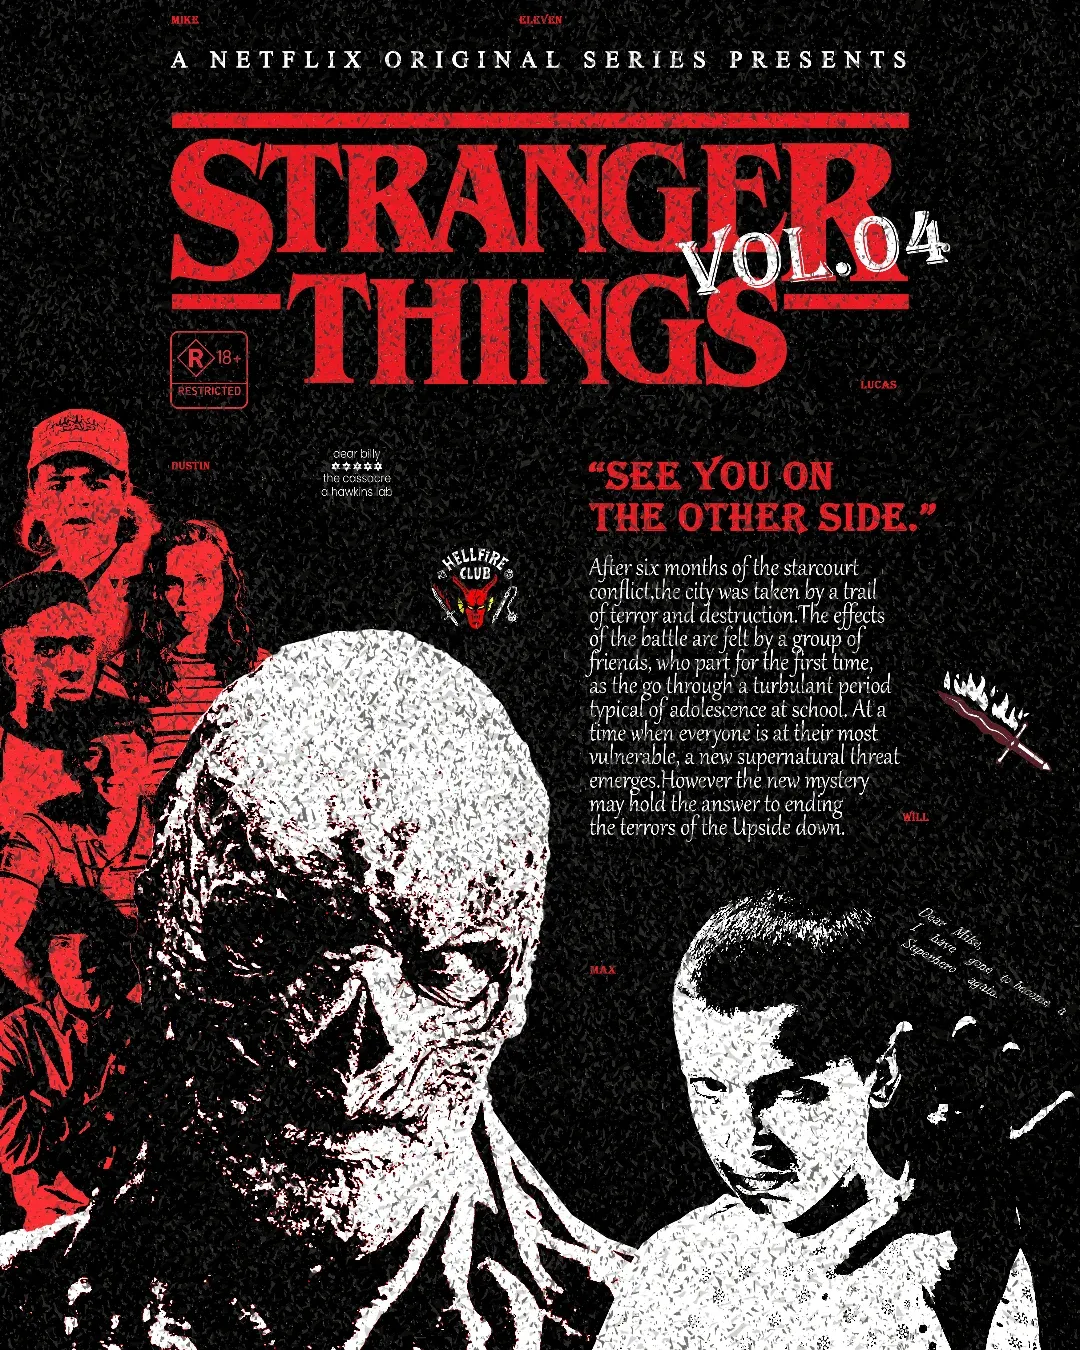 MIKE
ELEVEN
A NETFLIX ORIGINAL SERIES PRESENTS
STRANGER
VOL.04
THINGS
R 18+
RESTRICTED
LUCAS
DUSTIN
dear billy
the cassacre
a hawkins lab
HELLFIRE
CLUB
“SEE YOU ON
THE OTHER SIDE.”
After six months of the starcourt
conflict,the city was taken by a trail
of terror and destruction.The effects
of the battle are felt by a group of
friends, who part for the first time,
as the go through a turbulant period
typical of adolescence at school. At a
time when everyone is at their most
vulnerable, a new supernatural threat
emerges.However the new mystery
may hold the answer to ending
the terrors of the Upside down.
WILL
MAX
Dear Mike,
I have gone to become a
Superhero again.